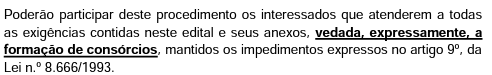 Poderão participar deste procedimento os interessados que atenderem a todas
as exigências contidas neste edital e seus anexos, vedada, expressamente, a
formação de consórcios, mantidos os impedimentos expressos no artigo 9º, da
Lei n.º 8.666/1993.